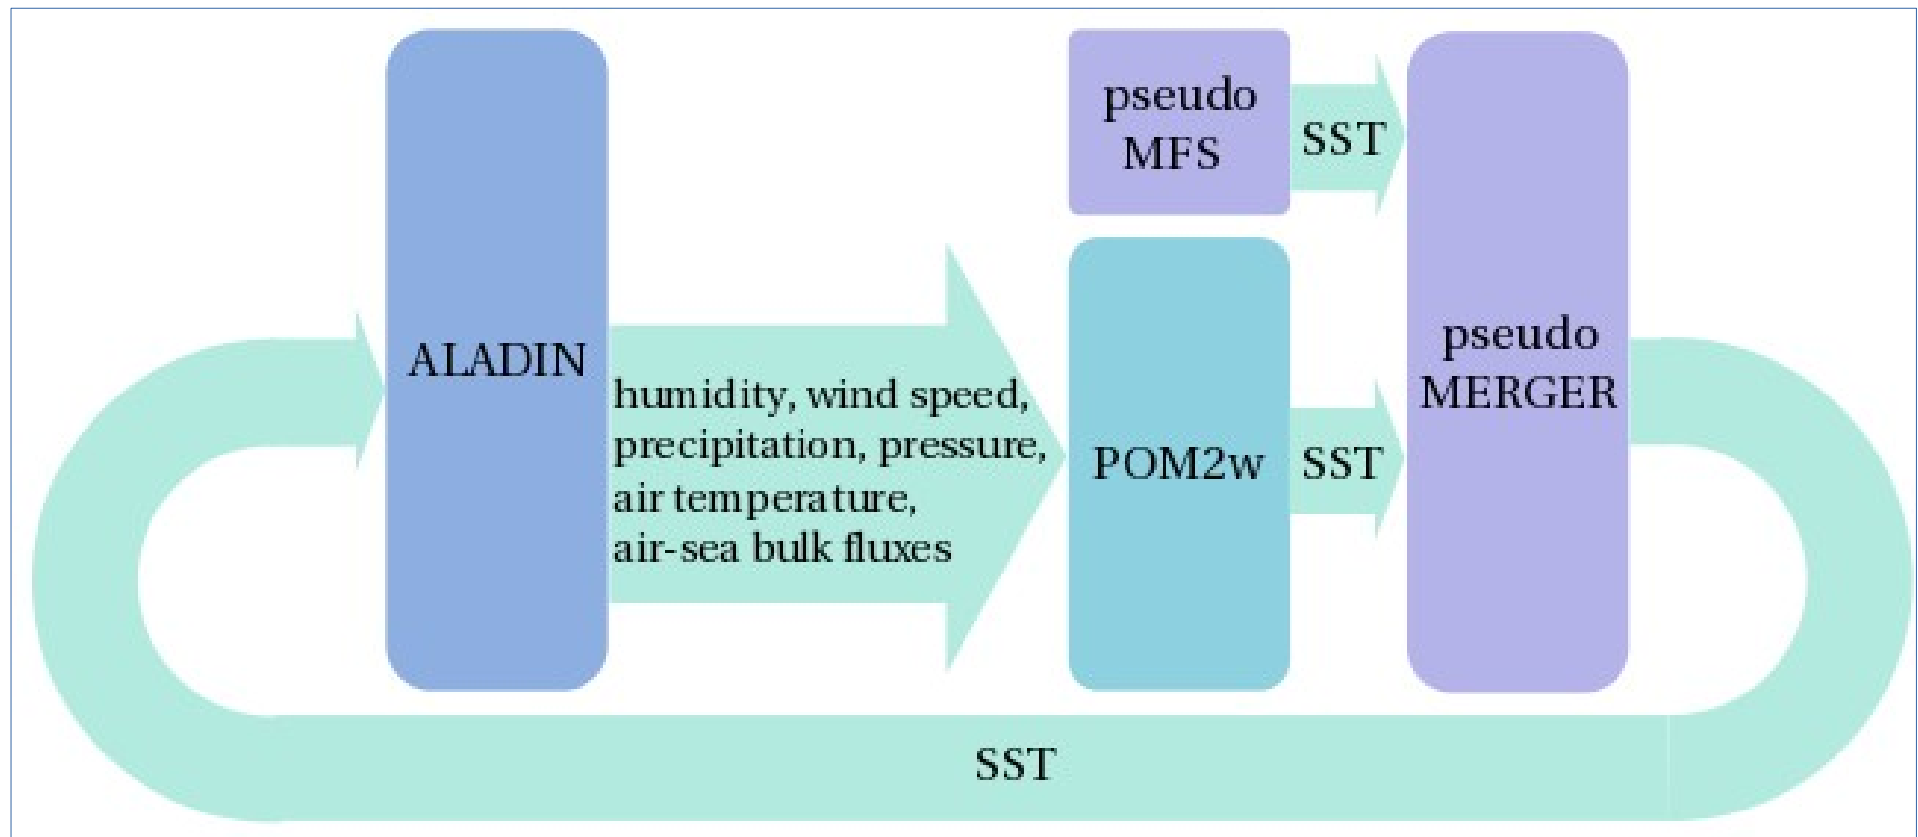 pseudo
MFS
SST
ALADIN
humidity, wind speed,
precipitation, pressure,
air temperature,
air-sea bulk fluxes
POM2w
SST
pseudo
MERGER
SST